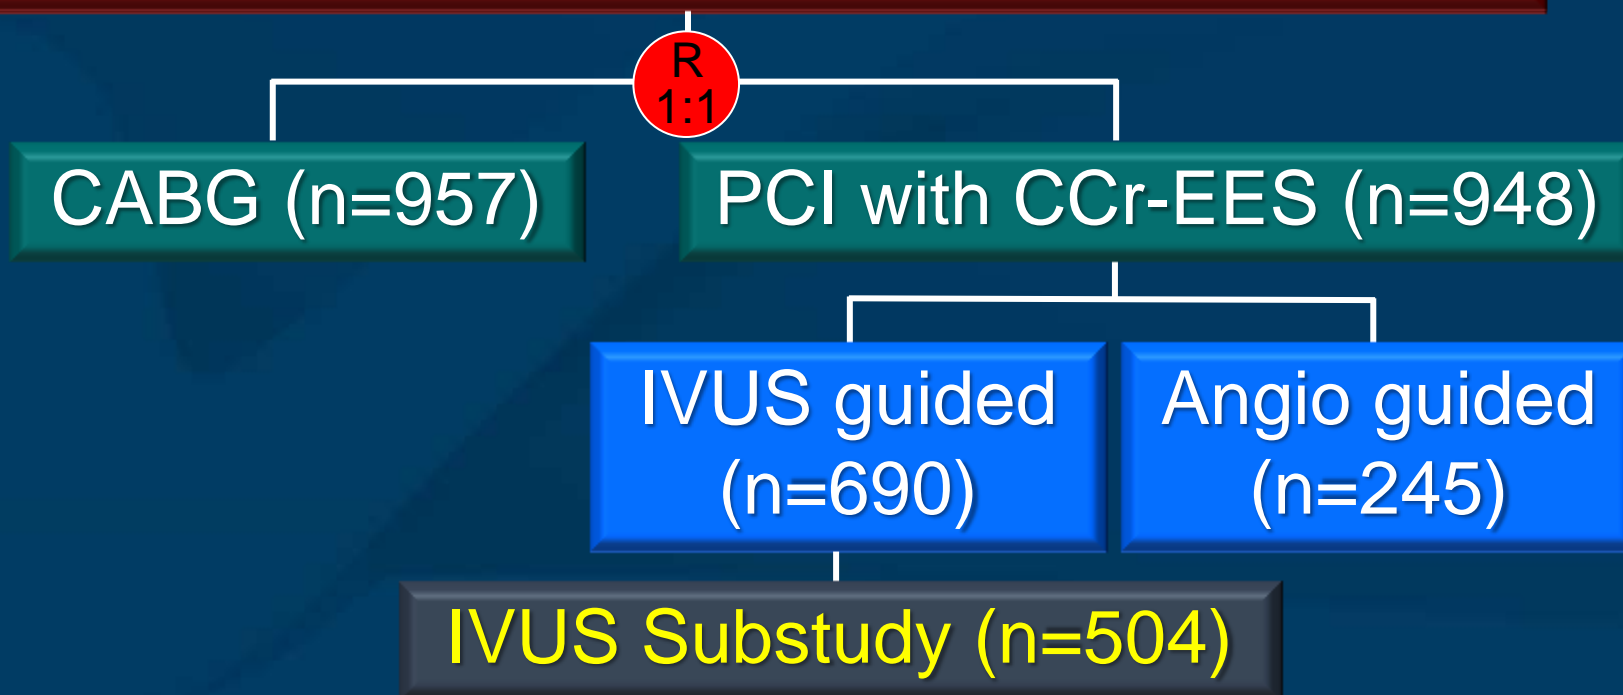 R
1:1
CABG (n=957)
PCI with CCr-EES (n=948)
IVUS guided
(n=690)
Angio guided
(n=245)
IVUS Substudy (n=504)